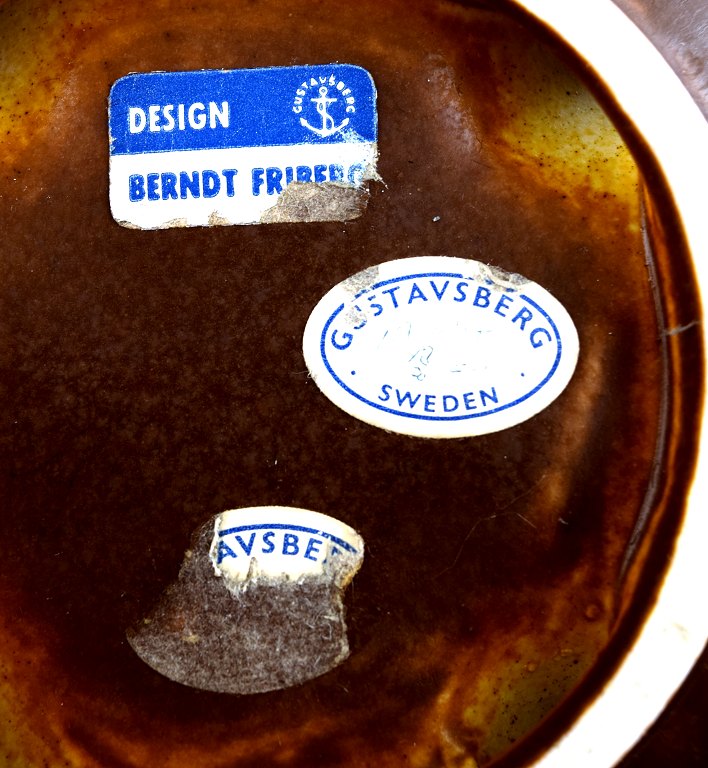 DESIGN
GUSTAVSBERG
BERNDT FRIBERG
GUSTAVSBERG
· SWEDEN ·
AVSBE